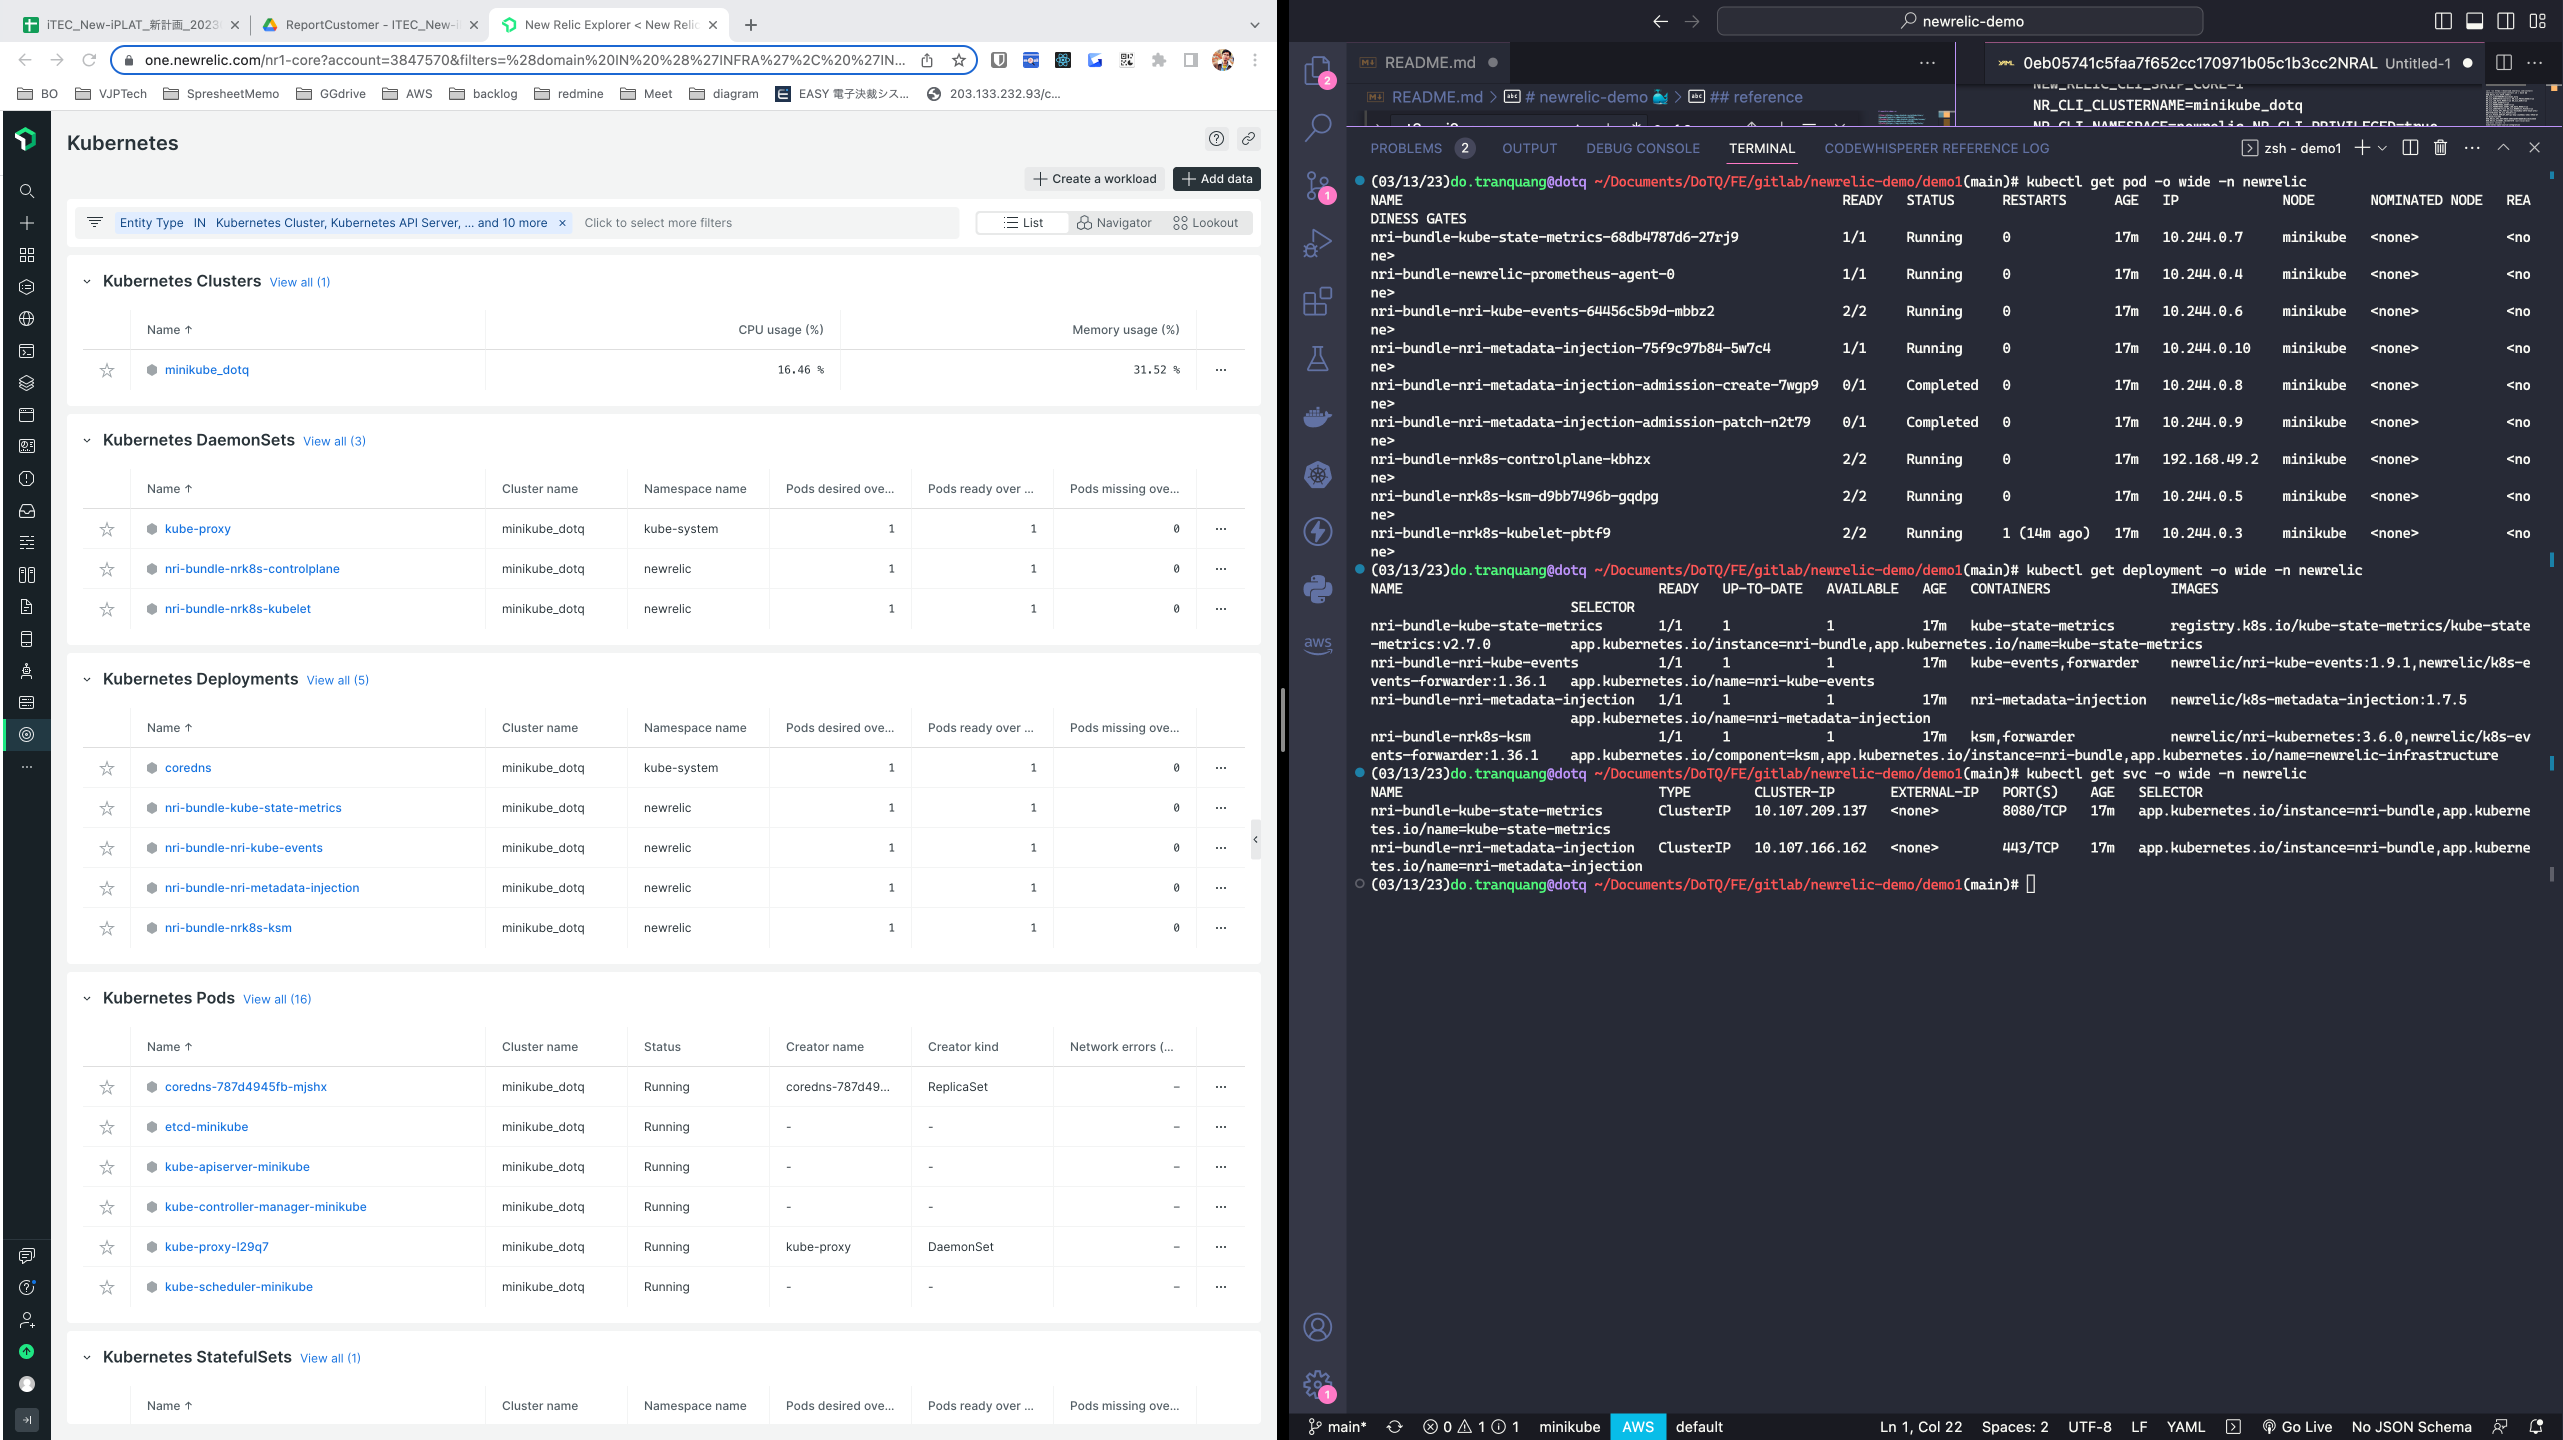 iTEC_New-iPLAT_新計画_2023
ReportCustomer - ITEC_New-i
New Relic Explorer < New Relic
one.newrelic.com/nr1-core?account=3847570&filters=%28domain%20IN%20%28%27INFRA%27%2C%20%27IN...
BO
VJPTech
SpresheetMemo
GGdrive
AWS
backlog
redmine
Meet
diagram
EASY 電子決裁シス...
203.133.232.93/c...
Kubernetes
Create a workload
Add data
Entity Type IN Kubernetes Cluster, Kubernetes API Server, ... and 10 more ×
Click to select more filters
List
Navigator
Lookout
Kubernetes Clusters View all (1)
Name ↑ CPU usage (%) Memory usage (%)
minikube_dotq 16.46 % 31.52 % ...
Kubernetes DaemonSets View all (3)
Name ↑ Cluster name Namespace name Pods desired ove... Pods ready over ... Pods missing ove...
kube-proxy minikube_dotq kube-system 1 1 0 ...
nri-bundle-nrk8s-controlplane minikube_dotq newrelic 1 1 0 ...
nri-bundle-nrk8s-kubelet minikube_dotq newrelic 1 1 0 ...
Kubernetes Deployments View all (5)
Name ↑ Cluster name Namespace name Pods desired ove... Pods ready over ... Pods missing ove...
coredns minikube_dotq kube-system 1 1 0 ...
nri-bundle-kube-state-metrics minikube_dotq newrelic 1 1 0 ...
nri-bundle-nri-kube-events minikube_dotq newrelic 1 1 0 ...
nri-bundle-nri-metadata-injection minikube_dotq newrelic 1 1 0 ...
nri-bundle-nrk8s-ksm minikube_dotq newrelic 1 1 0 ...
Kubernetes Pods View all (16)
Name ↑ Cluster name Status Creator name Creator kind Network errors (...
coredns-787d4945fb-mjshx minikube_dotq Running coredns-787d49... ReplicaSet – ...
etcd-minikube minikube_dotq Running - - – ...
kube-apiserver-minikube minikube_dotq Running - - – ...
kube-controller-manager-minikube minikube_dotq Running - - – ...
kube-proxy-l29q7 minikube_dotq Running kube-proxy DaemonSet – ...
kube-scheduler-minikube minikube_dotq Running - - – ...
Kubernetes StatefulSets View all (1)
Name ↑ Cluster name Namespace name Pods desired ove... Pods ready over ... Pods missing ove...
newrelic-demo
README.md
0eb05741c5faa7f652cc170971b05c1b3cc2NRAL Untitled-1
README.md > # newrelic-demo > ## reference
NEW_RELIC_CLI_SKIP_CORE=1
NR_CLI_CLUSTERNAME=minikube_dotq
NR_CLI_NAMESPACE=newrelic NR_CLI_PRIVILEGED=true
PROBLEMS 2 OUTPUT DEBUG CONSOLE TERMINAL CODEWHISPERER REFERENCE LOG
zsh - demo1
(03/13/23)do.tranquang@dotq ~/Documents/DoTQ/FE/gitlab/newrelic-demo/demo1(main)# kubectl get pod -o wide -n newrelic
NAME READY STATUS RESTARTS AGE IP NODE NOMINATED NODE REA
DINESS GATES
nri-bundle-kube-state-metrics-68db4787d6-27rj9 1/1 Running 0 17m 10.244.0.7 minikube <none> <no
ne>
nri-bundle-newrelic-prometheus-agent-0 1/1 Running 0 17m 10.244.0.4 minikube <none> <no
ne>
nri-bundle-nri-kube-events-64456c5b9d-mbbz2 2/2 Running 0 17m 10.244.0.6 minikube <none> <no
ne>
nri-bundle-nri-metadata-injection-75f9c97b84-5w7c4 1/1 Running 0 17m 10.244.0.10 minikube <none> <no
ne>
nri-bundle-nri-metadata-injection-admission-create-7wgp9 0/1 Completed 0 17m 10.244.0.8 minikube <none> <no
ne>
nri-bundle-nri-metadata-injection-admission-patch-n2t79 0/1 Completed 0 17m 10.244.0.9 minikube <none> <no
ne>
nri-bundle-nrk8s-controlplane-kbhzx 2/2 Running 0 17m 192.168.49.2 minikube <none> <no
ne>
nri-bundle-nrk8s-ksm-d9bb7496b-gqdpg 2/2 Running 0 17m 10.244.0.5 minikube <none> <no
ne>
nri-bundle-nrk8s-kubelet-pbtf9 2/2 Running 1 (14m ago) 17m 10.244.0.3 minikube <none> <no
ne>
(03/13/23)do.tranquang@dotq ~/Documents/DoTQ/FE/gitlab/newrelic-demo/demo1(main)# kubectl get deployment -o wide -n newrelic
NAME READY UP-TO-DATE AVAILABLE AGE CONTAINERS IMAGES
SELECTOR
nri-bundle-kube-state-metrics 1/1 1 1 17m kube-state-metrics registry.k8s.io/kube-state-metrics/kube-state
-metrics:v2.7.0 app.kubernetes.io/instance=nri-bundle,app.kubernetes.io/name=kube-state-metrics
nri-bundle-nri-kube-events 1/1 1 1 17m kube-events,forwarder newrelic/nri-kube-events:1.9.1,newrelic/k8s-e
vents-forwarder:1.36.1 app.kubernetes.io/name=nri-kube-events
nri-bundle-nri-metadata-injection 1/1 1 1 17m nri-metadata-injection newrelic/k8s-metadata-injection:1.7.5
app.kubernetes.io/name=nri-metadata-injection
nri-bundle-nrk8s-ksm 1/1 1 1 17m ksm,forwarder newrelic/nri-kubernetes:3.6.0,newrelic/k8s-ev
ents-forwarder:1.36.1 app.kubernetes.io/component=ksm,app.kubernetes.io/instance=nri-bundle,app.kubernetes.io/name=newrelic-infrastructure
(03/13/23)do.tranquang@dotq ~/Documents/DoTQ/FE/gitlab/newrelic-demo/demo1(main)# kubectl get svc -o wide -n newrelic
NAME TYPE CLUSTER-IP EXTERNAL-IP PORT(S) AGE SELECTOR
nri-bundle-kube-state-metrics ClusterIP 10.107.209.137 <none> 8080/TCP 17m app.kubernetes.io/instance=nri-bundle,app.kuberne
tes.io/name=kube-state-metrics
nri-bundle-nri-metadata-injection ClusterIP 10.107.166.162 <none> 443/TCP 17m app.kubernetes.io/instance=nri-bundle,app.kuberne
tes.io/name=nri-metadata-injection
(03/13/23)do.tranquang@dotq ~/Documents/DoTQ/FE/gitlab/newrelic-demo/demo1(main)#
2
1
aws
1
main* 0 1 1 minikube AWS default
Ln 1, Col 22 Spaces: 2 UTF-8 LF YAML Go Live No JSON Schema